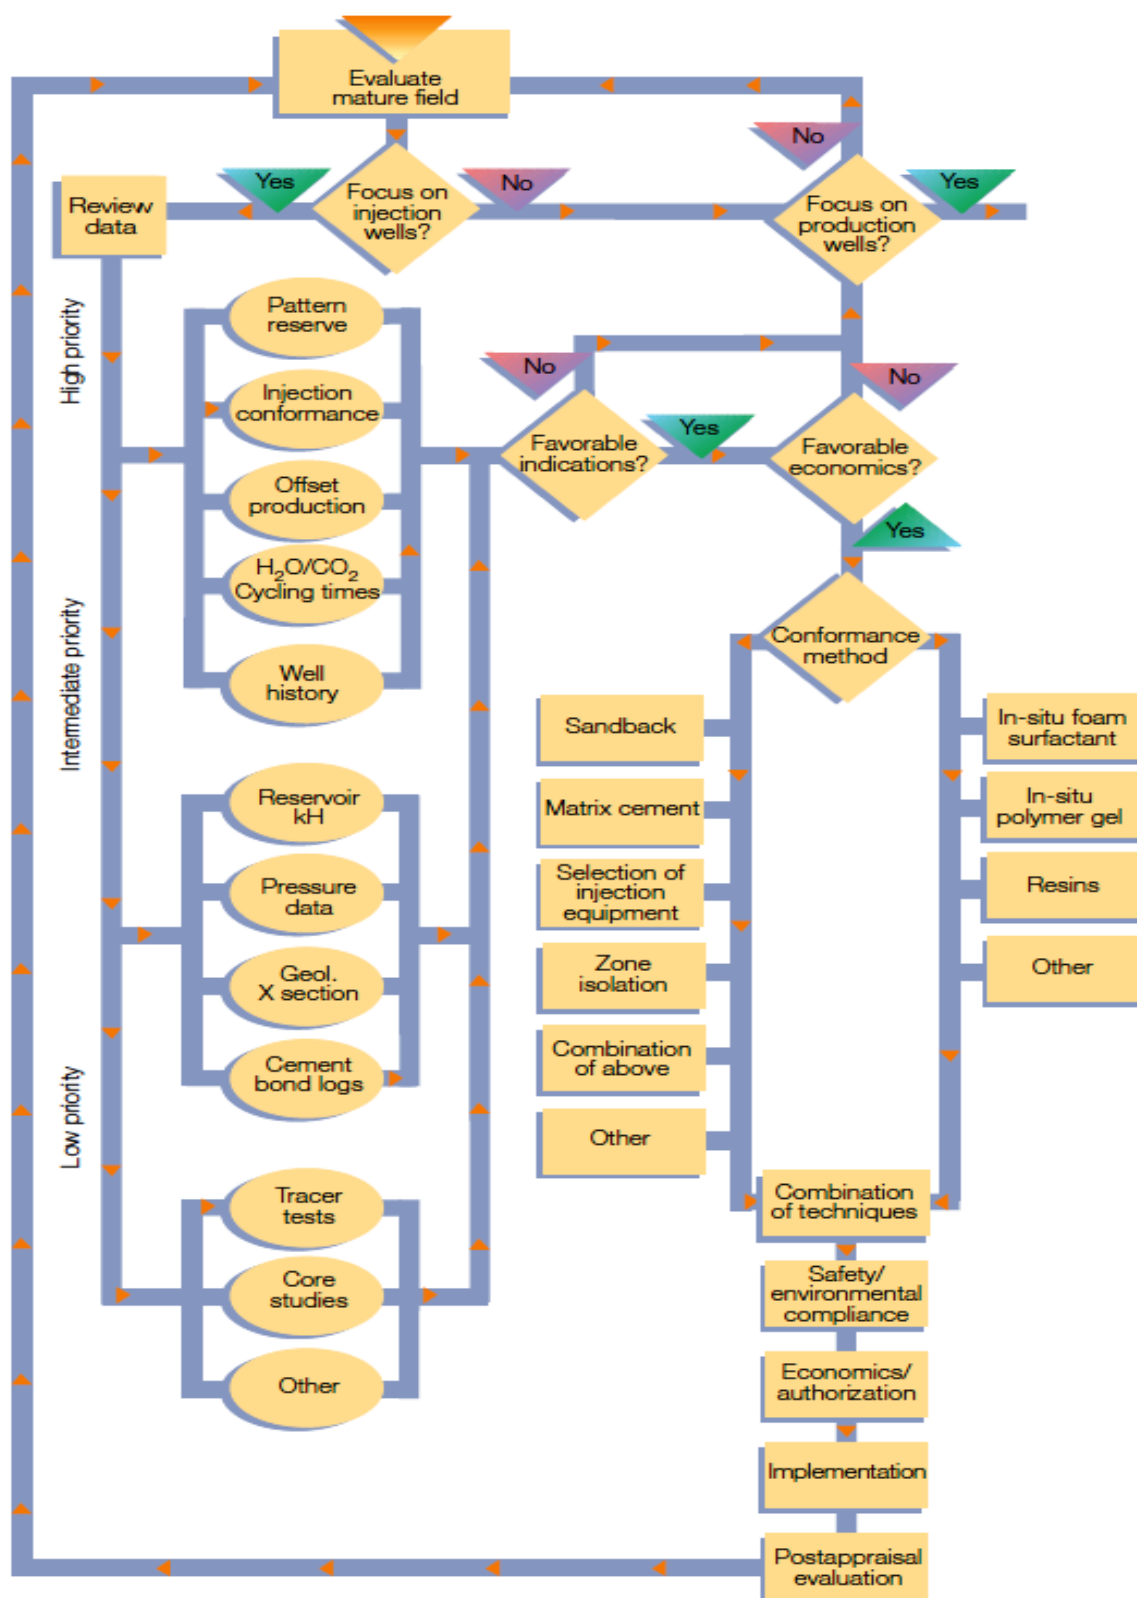 Evaluate
mature field
No
Yes
No
Yes
Review
data
Focus on
injection
wells?
Focus on
production
wells?
High priority
Pattern
reserve
Injection
conformance
Offset
production
H₂O/CO₂
Cycling times
Well
history
No
No
Favorable
indications?
Yes
Favorable
economics?
Yes
Intermediate priority
Reservoir
kH
Pressure
data
Geol.
X section
Cement
bond logs
Low priority
Tracer
tests
Core
studies
Other
Conformance
method
Sandback
Matrix cement
Selection of
injection
equipment
Zone
isolation
Combination
of above
Other
In-situ foam
surfactant
In-situ
polymer gel
Resins
Other
Combination
of techniques
Safety/
environmental
compliance
Economics/
authorization
Implementation
Postappraisal
evaluation